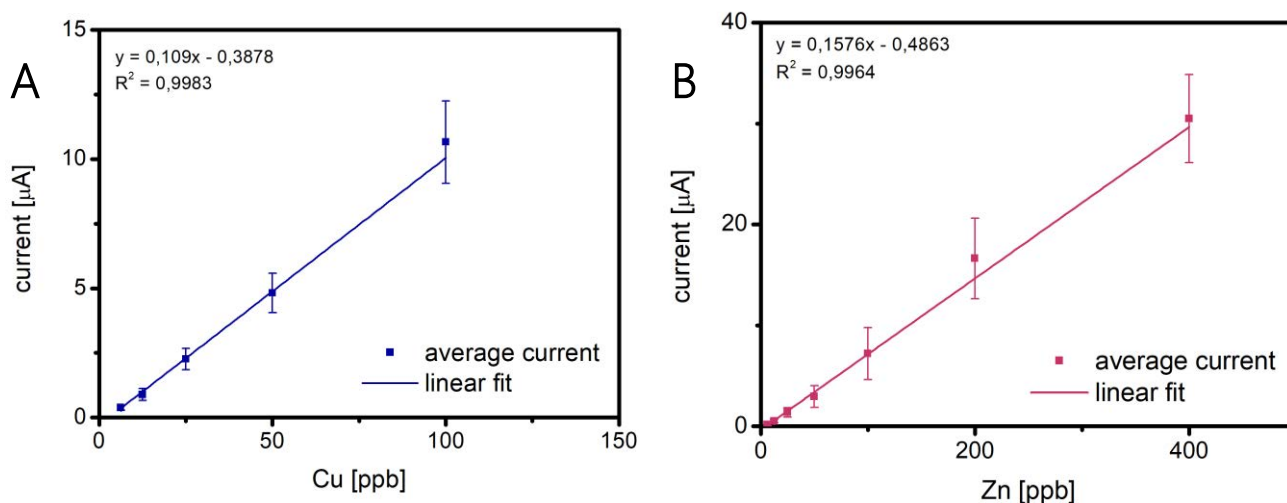 A
y = 0,109x - 0,3878
R² = 0,9983
15
10
5
0
current [μA]
0 50 100 150
Cu [ppb]
average current
linear fit
B
y = 0,1576x - 0,4863
R² = 0,9964
40
20
0
current [μA]
0 200 400
Zn [ppb]
average current
linear fit